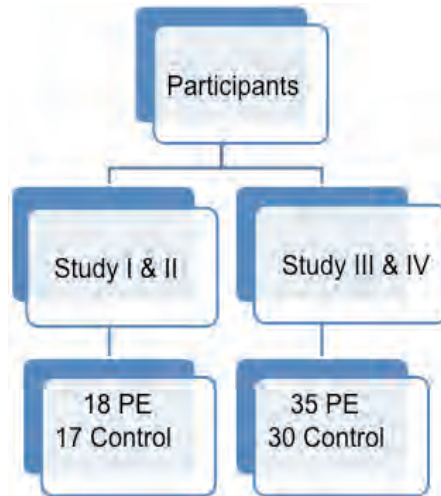 Participants
Study I & II
Study III & IV
18 PE
17 Control
35 PE
30 Control